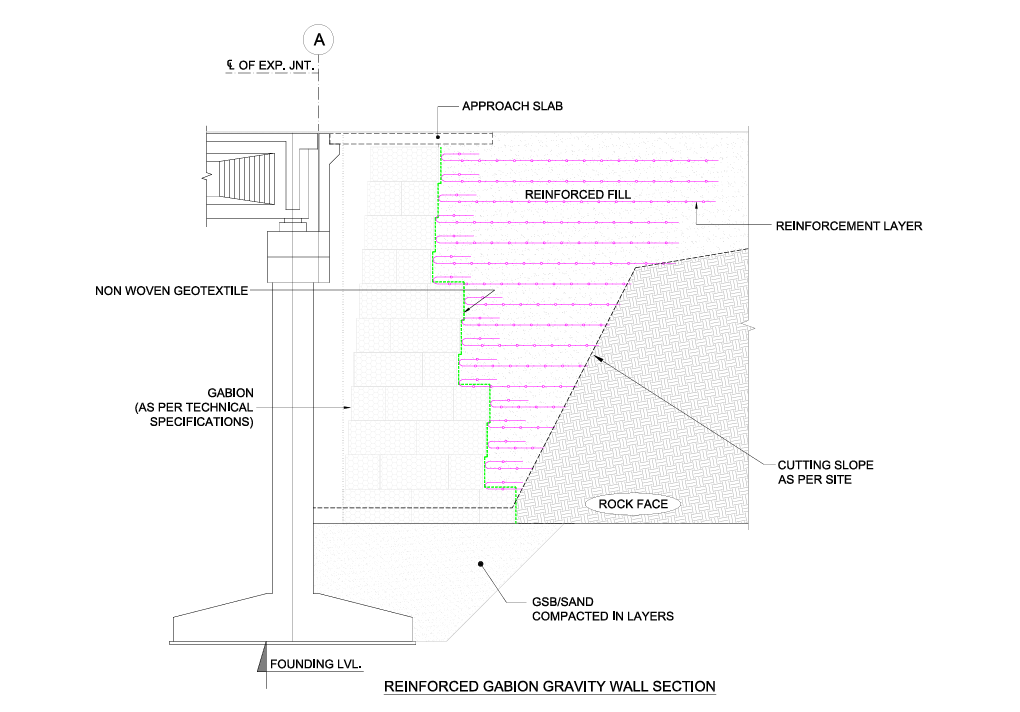 A
℄ OF EXP. JNT.
APPROACH SLAB
REINFORCED FILL
REINFORCEMENT LAYER
NON WOVEN GEOTEXTILE
GABION
(AS PER TECHNICAL
SPECIFICATIONS)
CUTTING SLOPE
AS PER SITE
ROCK FACE
GSB/SAND
COMPACTED IN LAYERS
FOUNDING LVL.
REINFORCED GABION GRAVITY WALL SECTION